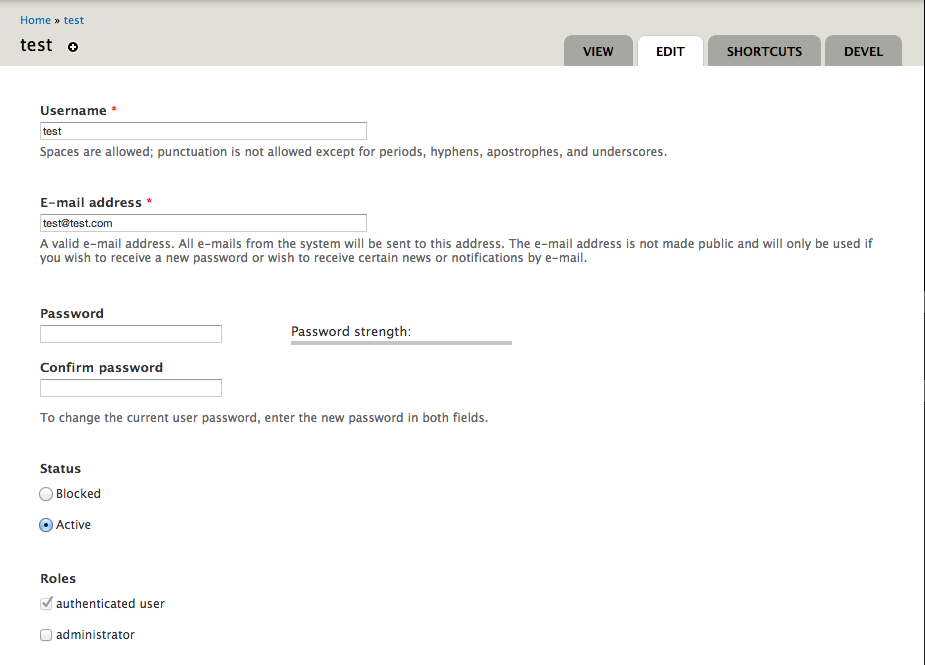 Home » test
test
VIEW
EDIT
SHORTCUTS
DEVEL
Username *
test
Spaces are allowed; punctuation is not allowed except for periods, hyphens, apostrophes, and underscores.
E-mail address *
test@test.com
A valid e-mail address. All e-mails from the system will be sent to this address. The e-mail address is not made public and will only be used if
you wish to receive a new password or wish to receive certain news or notifications by e-mail.
Password
Password strength:
Confirm password
To change the current user password, enter the new password in both fields.
Status
Blocked
Active
Roles
authenticated user
administrator